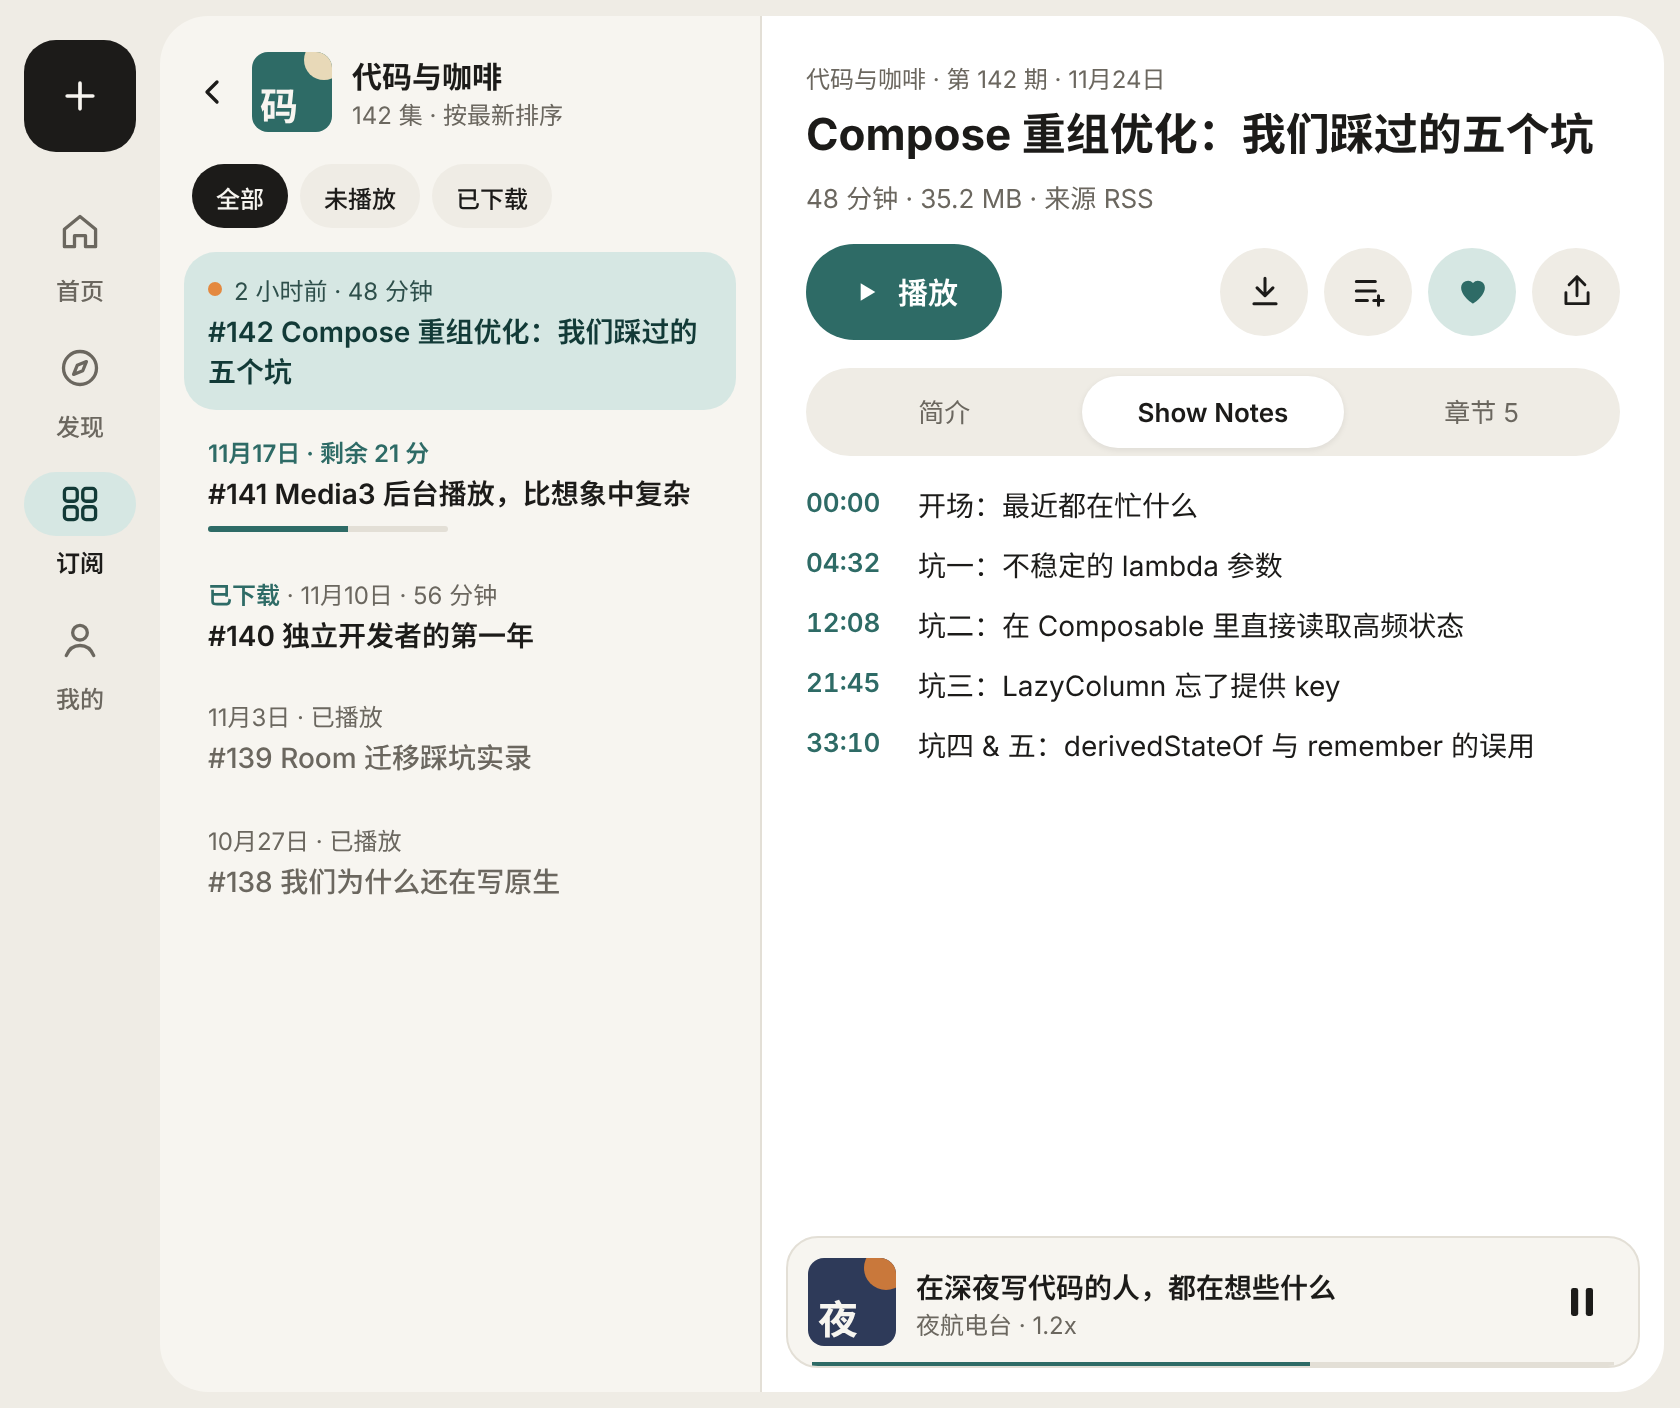 首页
发现
订阅
我的
码
代码与咖啡
142 集 · 按最新排序
全部
未播放
已下载
2 小时前 · 48 分钟
#142 Compose 重组优化：我们踩过的
五个坑
11月17日 · 剩余 21 分
#141 Media3 后台播放，比想象中复杂
已下载 · 11月10日 · 56 分钟
#140 独立开发者的第一年
11月3日 · 已播放
#139 Room 迁移踩坑实录
10月27日 · 已播放
#138 我们为什么还在写原生
代码与咖啡 · 第 142 期 · 11月24日
Compose 重组优化：我们踩过的五个坑
48 分钟 · 35.2 MB · 来源 RSS
播放
简介
Show Notes
章节 5
00:00 开场：最近都在忙什么
04:32 坑一：不稳定的 lambda 参数
12:08 坑二：在 Composable 里直接读取高频状态
21:45 坑三：LazyColumn 忘了提供 key
33:10 坑四 & 五：derivedStateOf 与 remember 的误用
夜
在深夜写代码的人，都在想些什么
夜航电台 · 1.2x